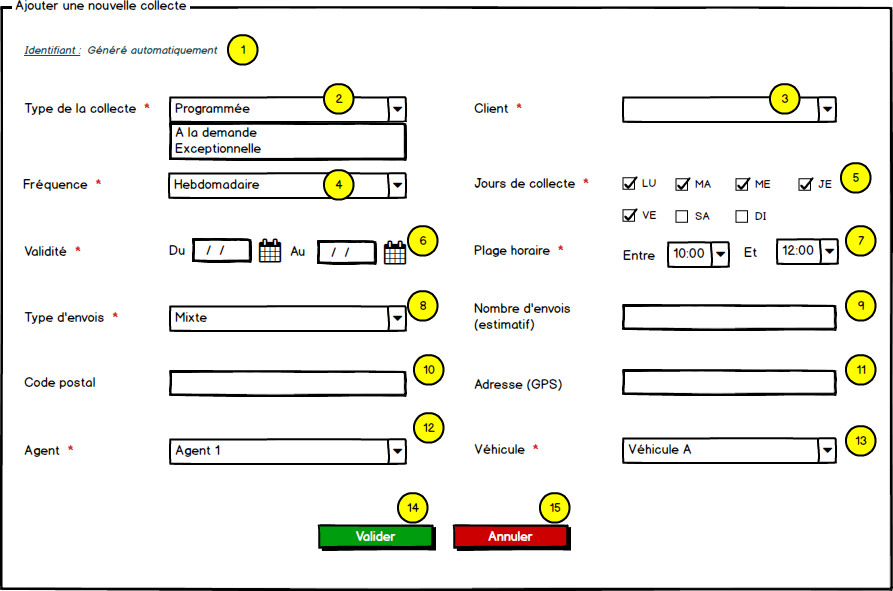 Ajouter une nouvelle collecte
Identifiant : Généré automatiquement 1
Type de la collecte * Programmée 2
A la demande
Exceptionnelle
Client * 3
Fréquence * Hebdomadaire 4
Jours de collecte * LU MA ME JE 5
VE SA DI
Validité * Du / / Au / / 6
Plage horaire * Entre 10:00 Et 12:00 7
Type d'envois * Mixte 8
Nombre d'envois 9
(estimatif)
Code postal 10
Adresse (GPS) 11
Agent * Agent 1 12
Véhicule * Véhicule A 13
14 15
Valider Annuler